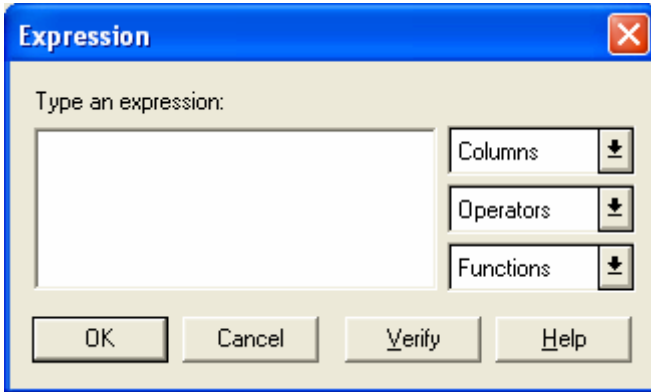 Expression
Type an expression:
Columns
Operators
Functions
OK Cancel Verify Help